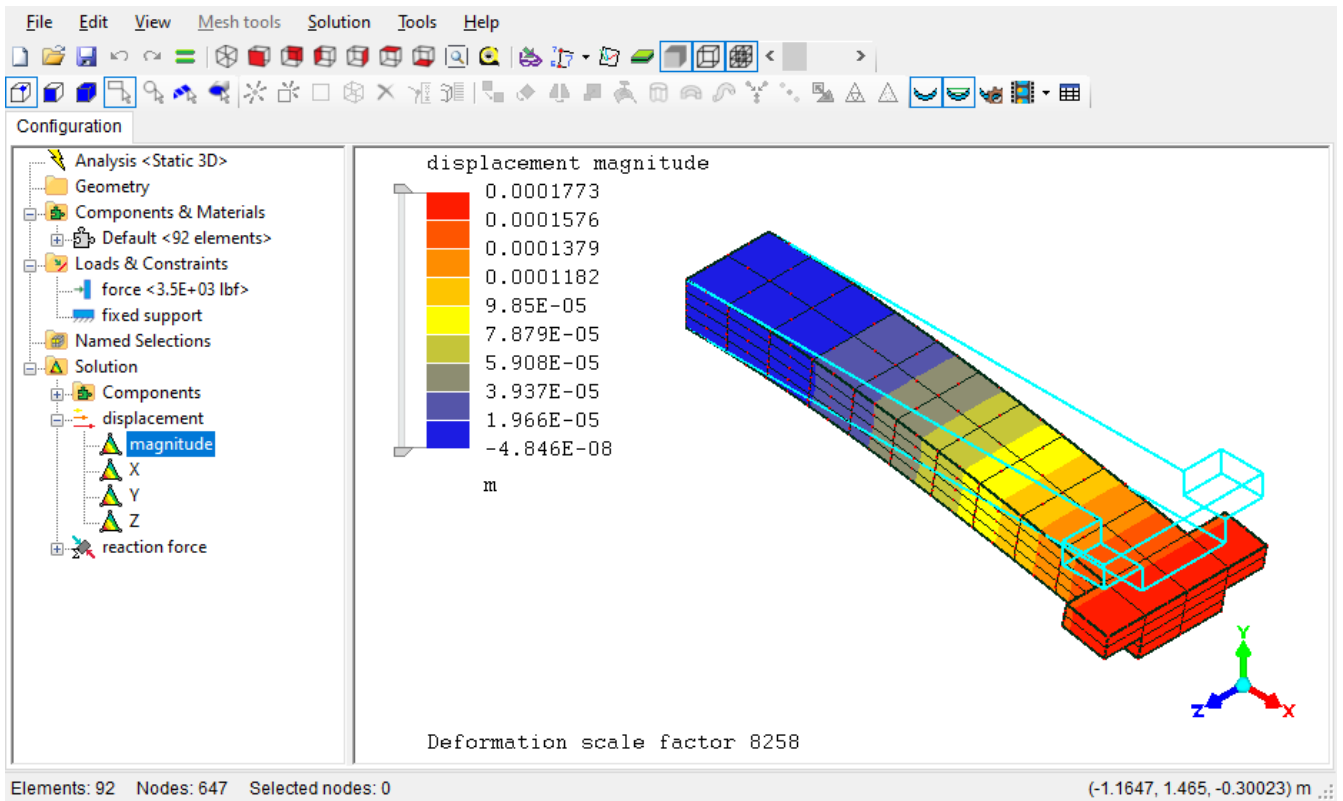 File Edit View Mesh tools Solution Tools Help
Configuration
Analysis <Static 3D>
Geometry
Components & Materials
Default <92 elements>
Loads & Constraints
force <3.5E+03 lbf>
fixed support
Named Selections
Solution
Components
displacement
magnitude
X
Y
Z
reaction force
displacement magnitude
0.0001773
0.0001576
0.0001379
0.0001182
9.85E-05
7.879E-05
5.908E-05
3.937E-05
1.966E-05
-4.846E-08
m
Y
Z X
Deformation scale factor 8258
Elements: 92 Nodes: 647 Selected nodes: 0 (-1.1647, 1.465, -0.30023) m